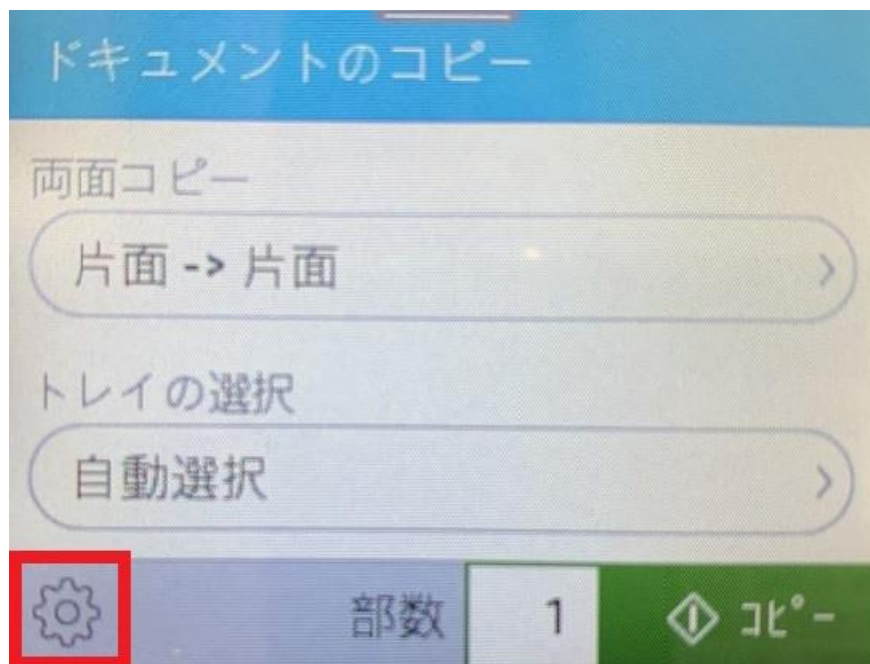 ドキュメントのコピー
両面コピー
片面 -> 片面
トレイの選択
自動選択
部数 1 コピー